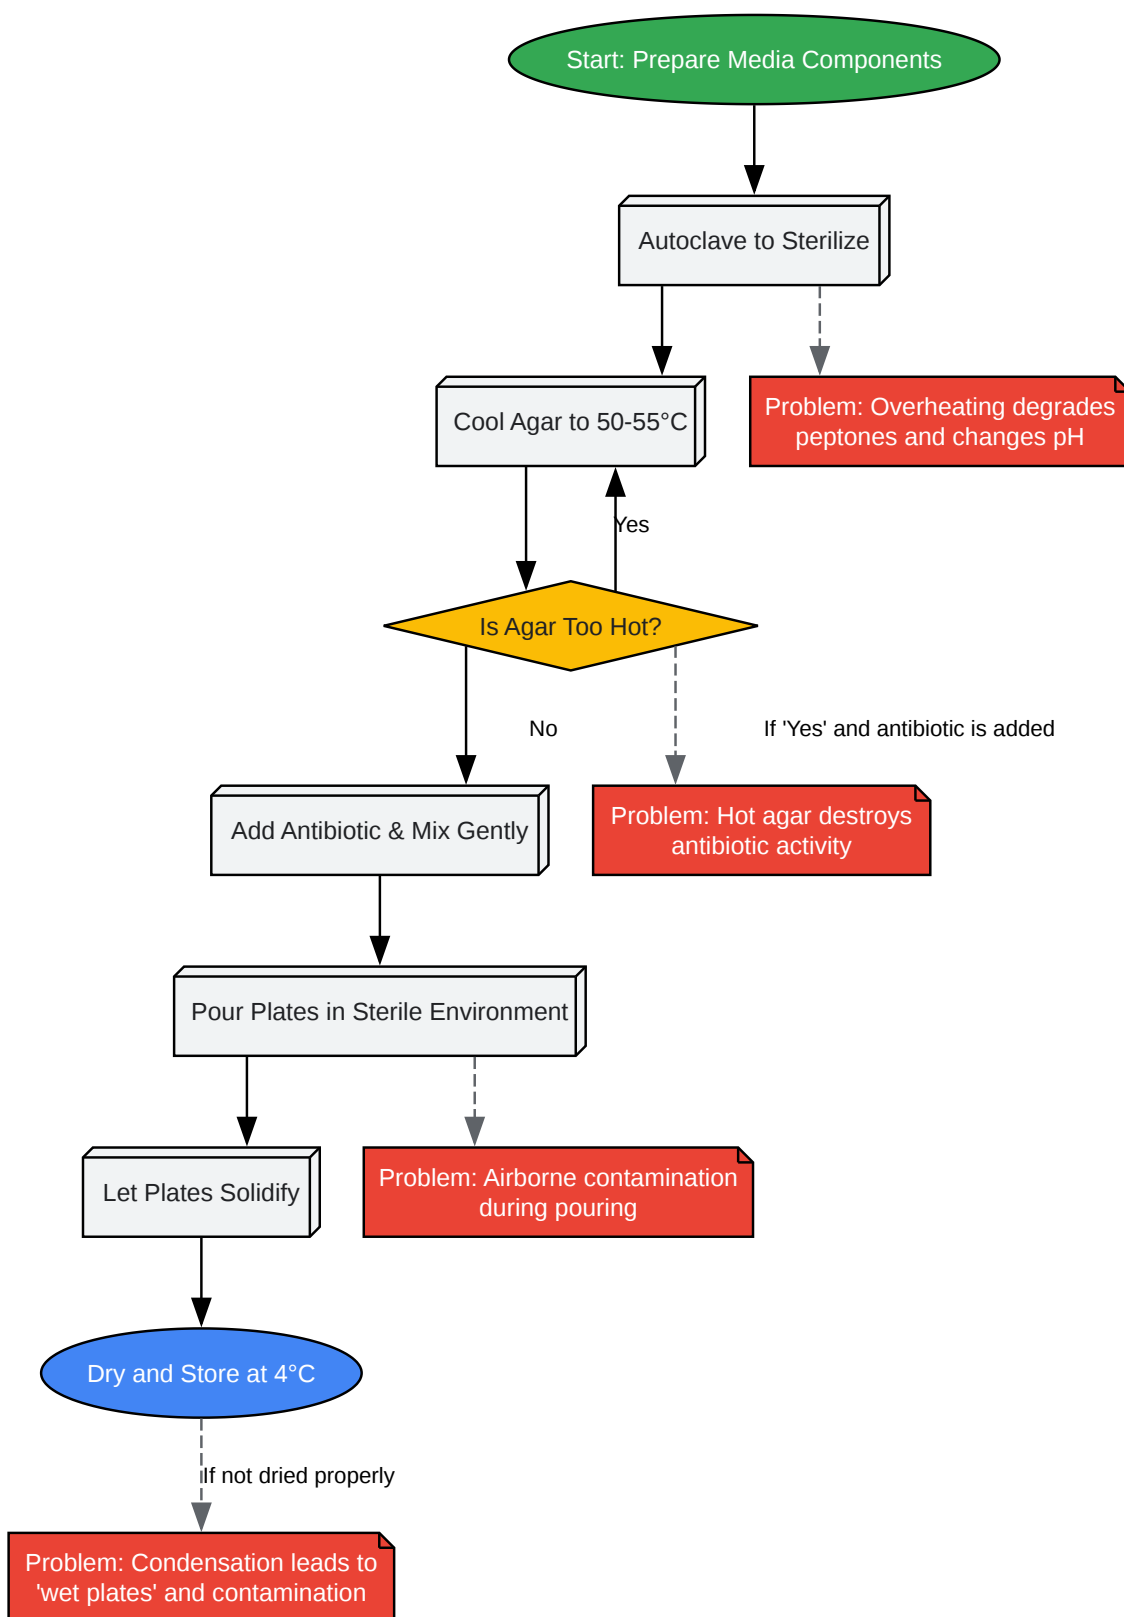 Start: Prepare Media Components
Autoclave to Sterilize
Cool Agar to 50-55°C
Problem: Overheating degrades
peptones and changes pH
Yes
Is Agar Too Hot?
No
If 'Yes' and antibiotic is added
Add Antibiotic & Mix Gently
Problem: Hot agar destroys
antibiotic activity
Pour Plates in Sterile Environment
Let Plates Solidify
Problem: Airborne contamination
during pouring
Dry and Store at 4°C
If not dried properly
Problem: Condensation leads to
'wet plates' and contamination